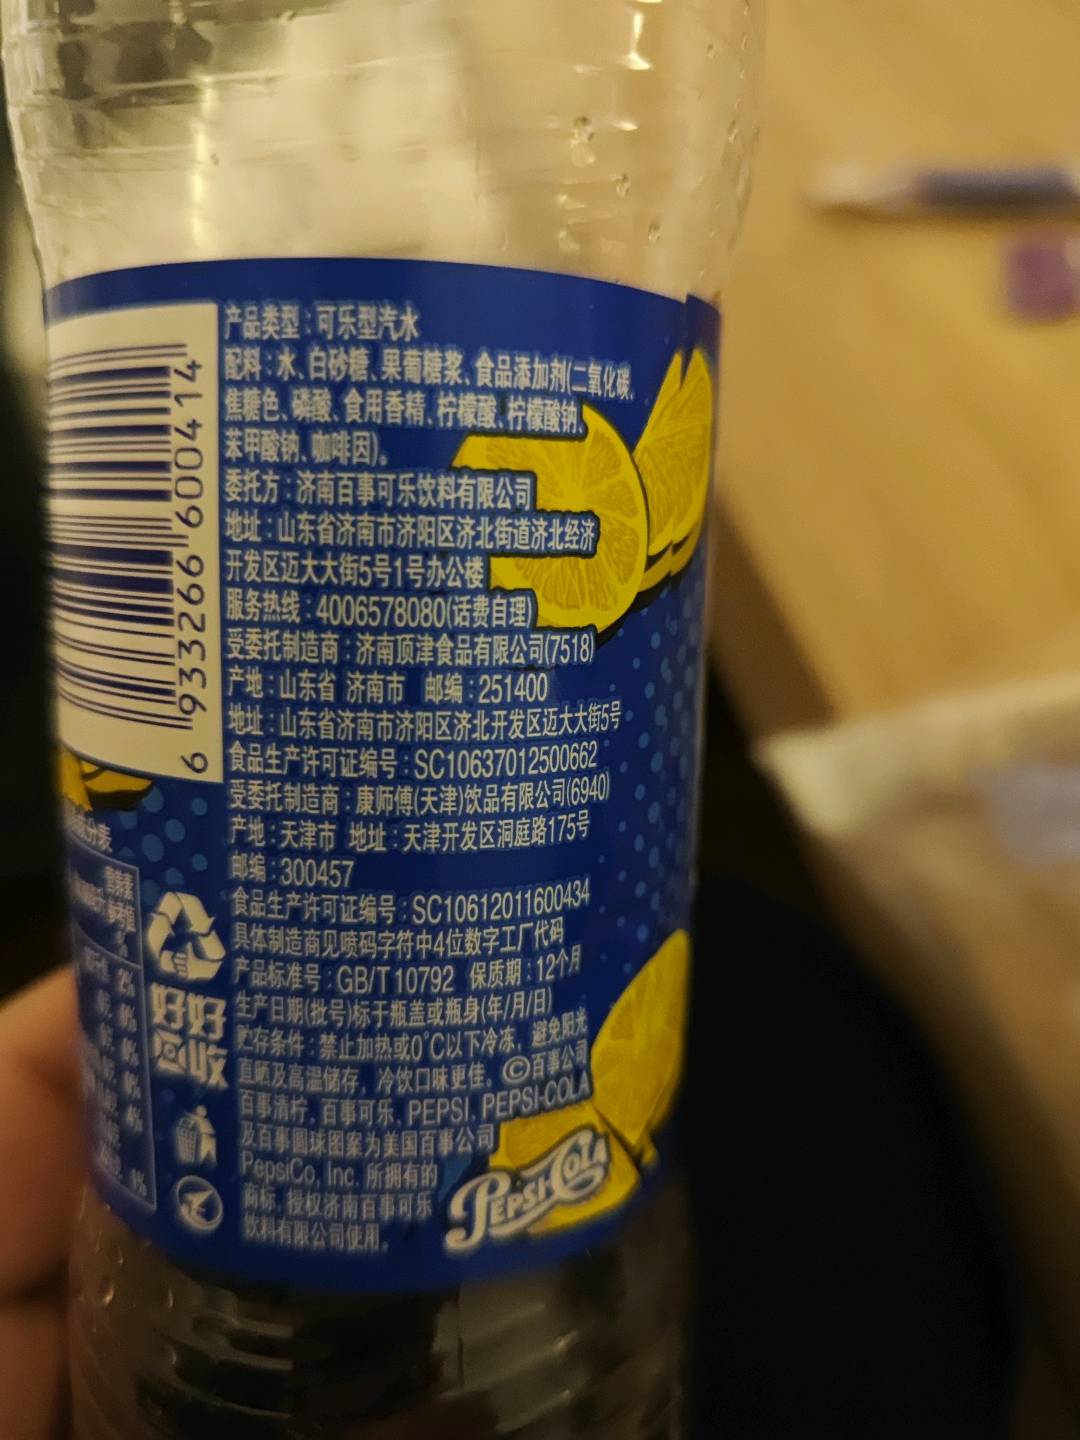 产品类型：可乐型汽水
配料：水、白砂糖、果葡糖浆、食品添加剂(二氧化碳、
焦糖色、磷酸、食用香精、柠檬酸、柠檬酸钠、
苯甲酸钠、咖啡因)。
委托方：济南百事可乐饮料有限公司
地址：山东省济南市济阳区济北街道济北经济
开发区迈大大街5号1号办公楼
服务热线：4006578080(话费自理)
受委托制造商：济南顶津食品有限公司(7518)
产地：山东省 济南市 邮编：251400
地址：山东省济南市济阳区济北开发区迈大大街5号
食品生产许可证编号：SC10637012500662
受委托制造商：康师傅(天津)饮品有限公司(6940)
产地：天津市 地址：天津开发区洞庭路175号
邮编：300457
食品生产许可证编号：SC10612011600434
具体制造商见喷码字符中4位数字工厂代码
产品标准号：GB/T 10792 保质期：12个月
生产日期(批号)标于瓶盖或瓶身(年/月/日)
贮存条件：禁止加热或0℃以下冷冻，避免阳光
直晒及高温储存，冷饮口味更佳。©百事公司
百事清柠，百事可乐，PEPSI，PEPSI-COLA
及百事圆球图案为美国百事公司
PepsiCo, Inc. 所拥有的
商标，授权济南百事可乐
饮料有限公司使用。
PEPSI-COLA
6 933266 600414
好好
回收